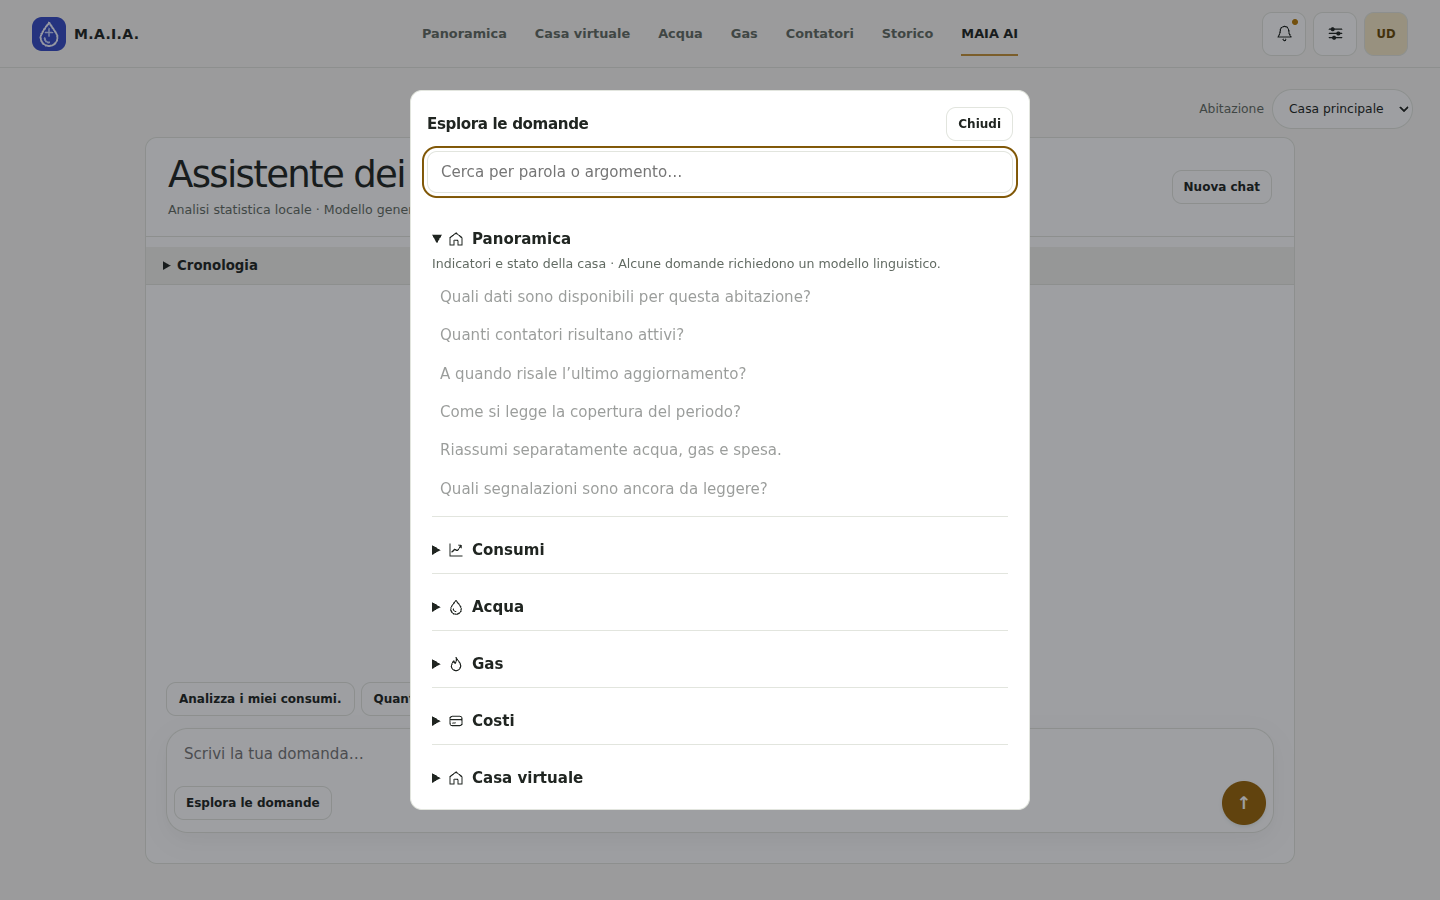 M.A.I.A.
Panoramica
Casa virtuale
Acqua
Gas
Contatori
Storico
MAIA AI
UD
Abitazione
Casa principale
Assistente dei
Analisi statistica locale · Modello gener
Nuova chat
Cronologia
Esplora le domande
Chiudi
Cerca per parola o argomento...
Panoramica
Indicatori e stato della casa · Alcune domande richiedono un modello linguistico.
Quali dati sono disponibili per questa abitazione?
Quanti contatori risultano attivi?
A quando risale l’ultimo aggiornamento?
Come si legge la copertura del periodo?
Riassumi separatamente acqua, gas e spesa.
Quali segnalazioni sono ancora da leggere?
Consumi
Acqua
Gas
Costi
Casa virtuale
Analizza i miei consumi.
Scrivi la tua domanda...
Esplora le domande